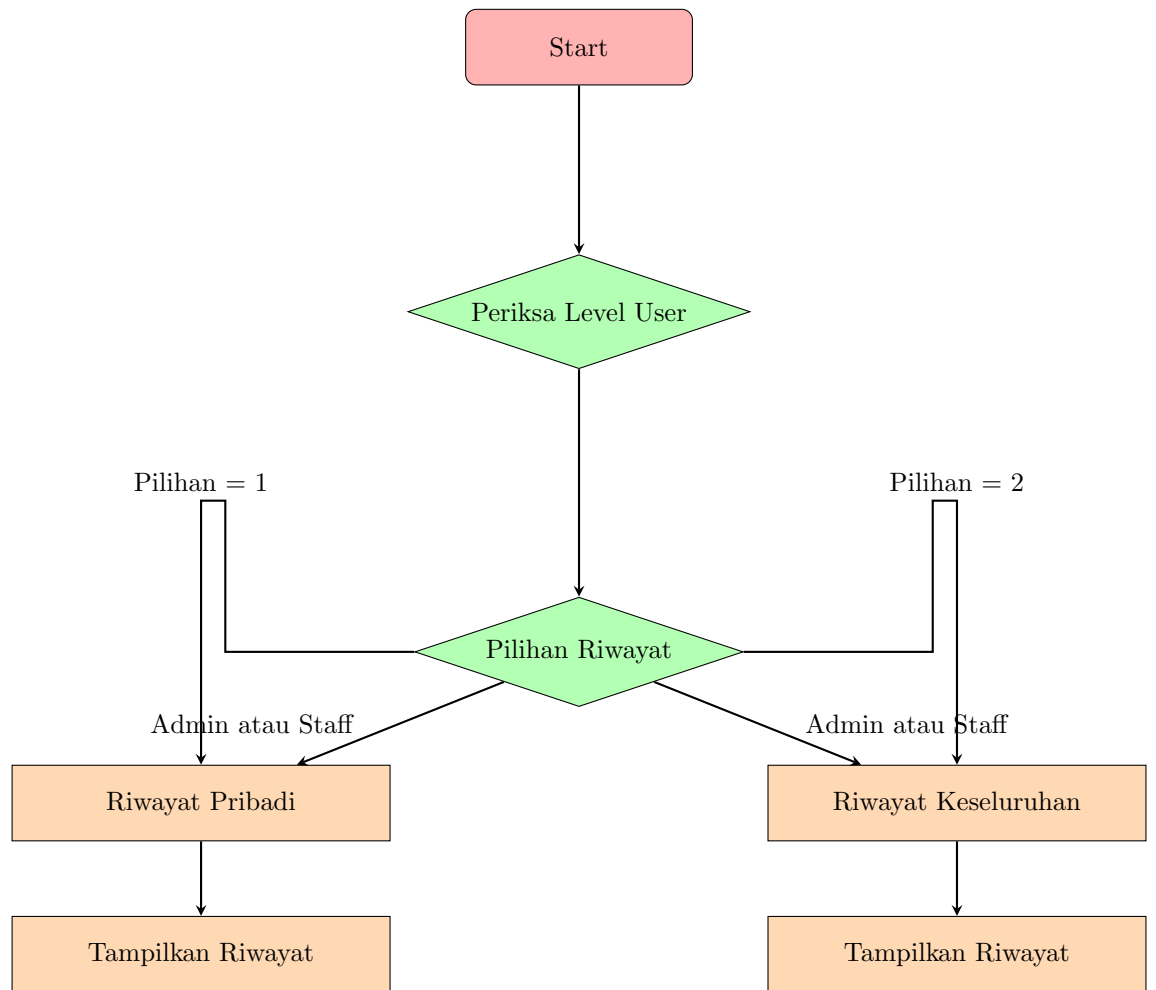 Start
Periksa Level User
Pilihan = 1
Pilihan = 2
Pilihan Riwayat
Admin atau Staff
Admin atau Staff
Riwayat Pribadi
Riwayat Keseluruhan
Tampilkan Riwayat
Tampilkan Riwayat